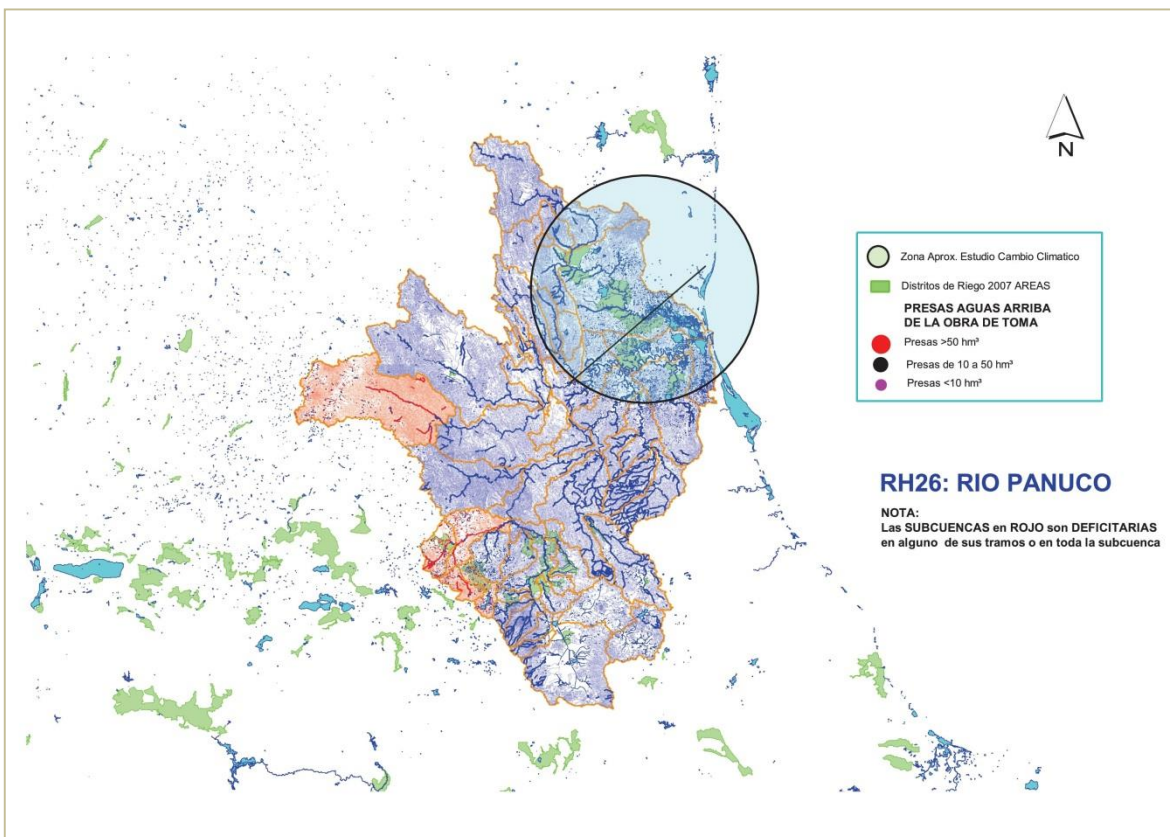 N
Zona Aprox. Estudio Cambio Climatico
Distritos de Riego 2007 AREAS
PRESAS AGUAS ARRIBA
DE LA OBRA DE TOMA
Presas >50 hm³
Presas de 10 a 50 hm³
Presas <10 hm³
RH26: RIO PANUCO
NOTA:
Las SUBCUENCAS en ROJO son DEFICITARIAS
en alguno de sus tramos o en toda la subcuenca